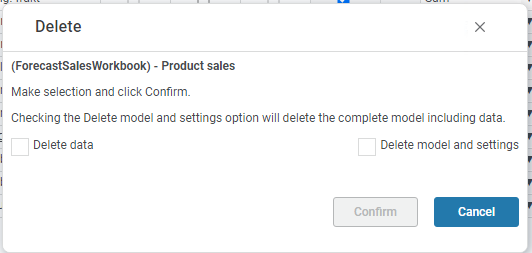 Delete
(ForecastSalesWorkbook) - Product sales
Make selection and click Confirm.
Checking the Delete model and settings option will delete the complete model including data.
Delete data
Delete model and settings
Confirm
Cancel